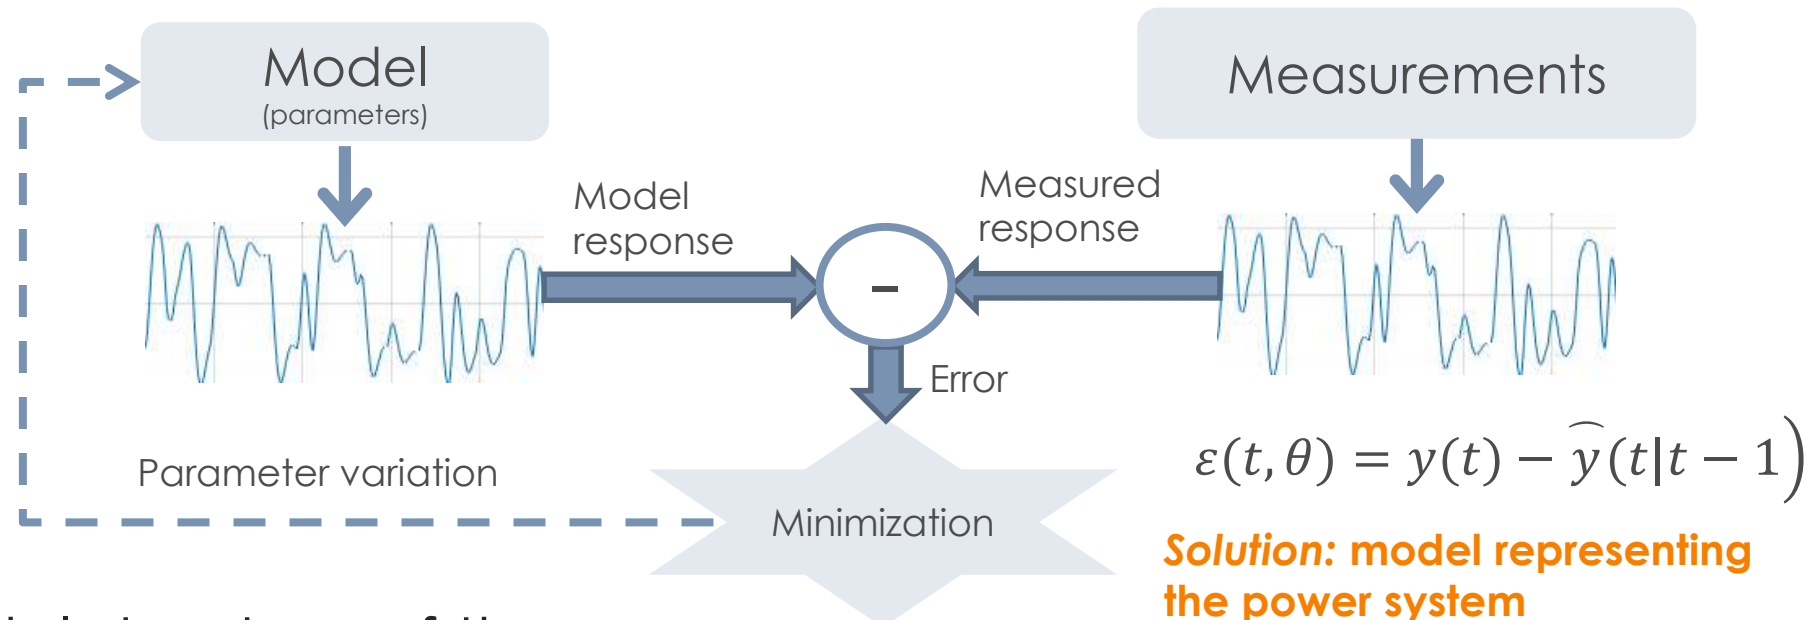 Model
(parameters)
Measurements
Model
response
Measured
response
-
Error
Parameter variation
Minimization
ε(t, θ) = y(t) − ŷ(t|t − 1)
Solution: model representing
the power system